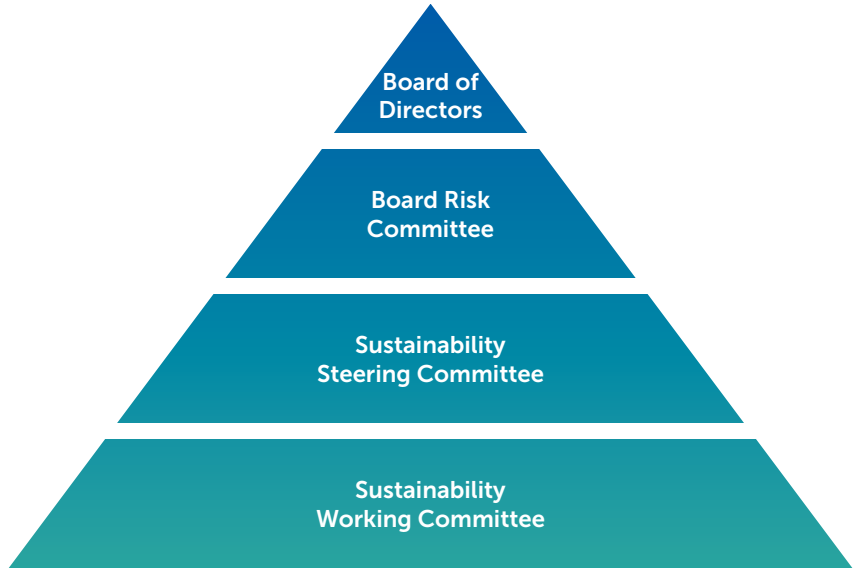 Board of
Directors
Board Risk
Committee
Sustainability
Steering Committee
Sustainability
Working Committee